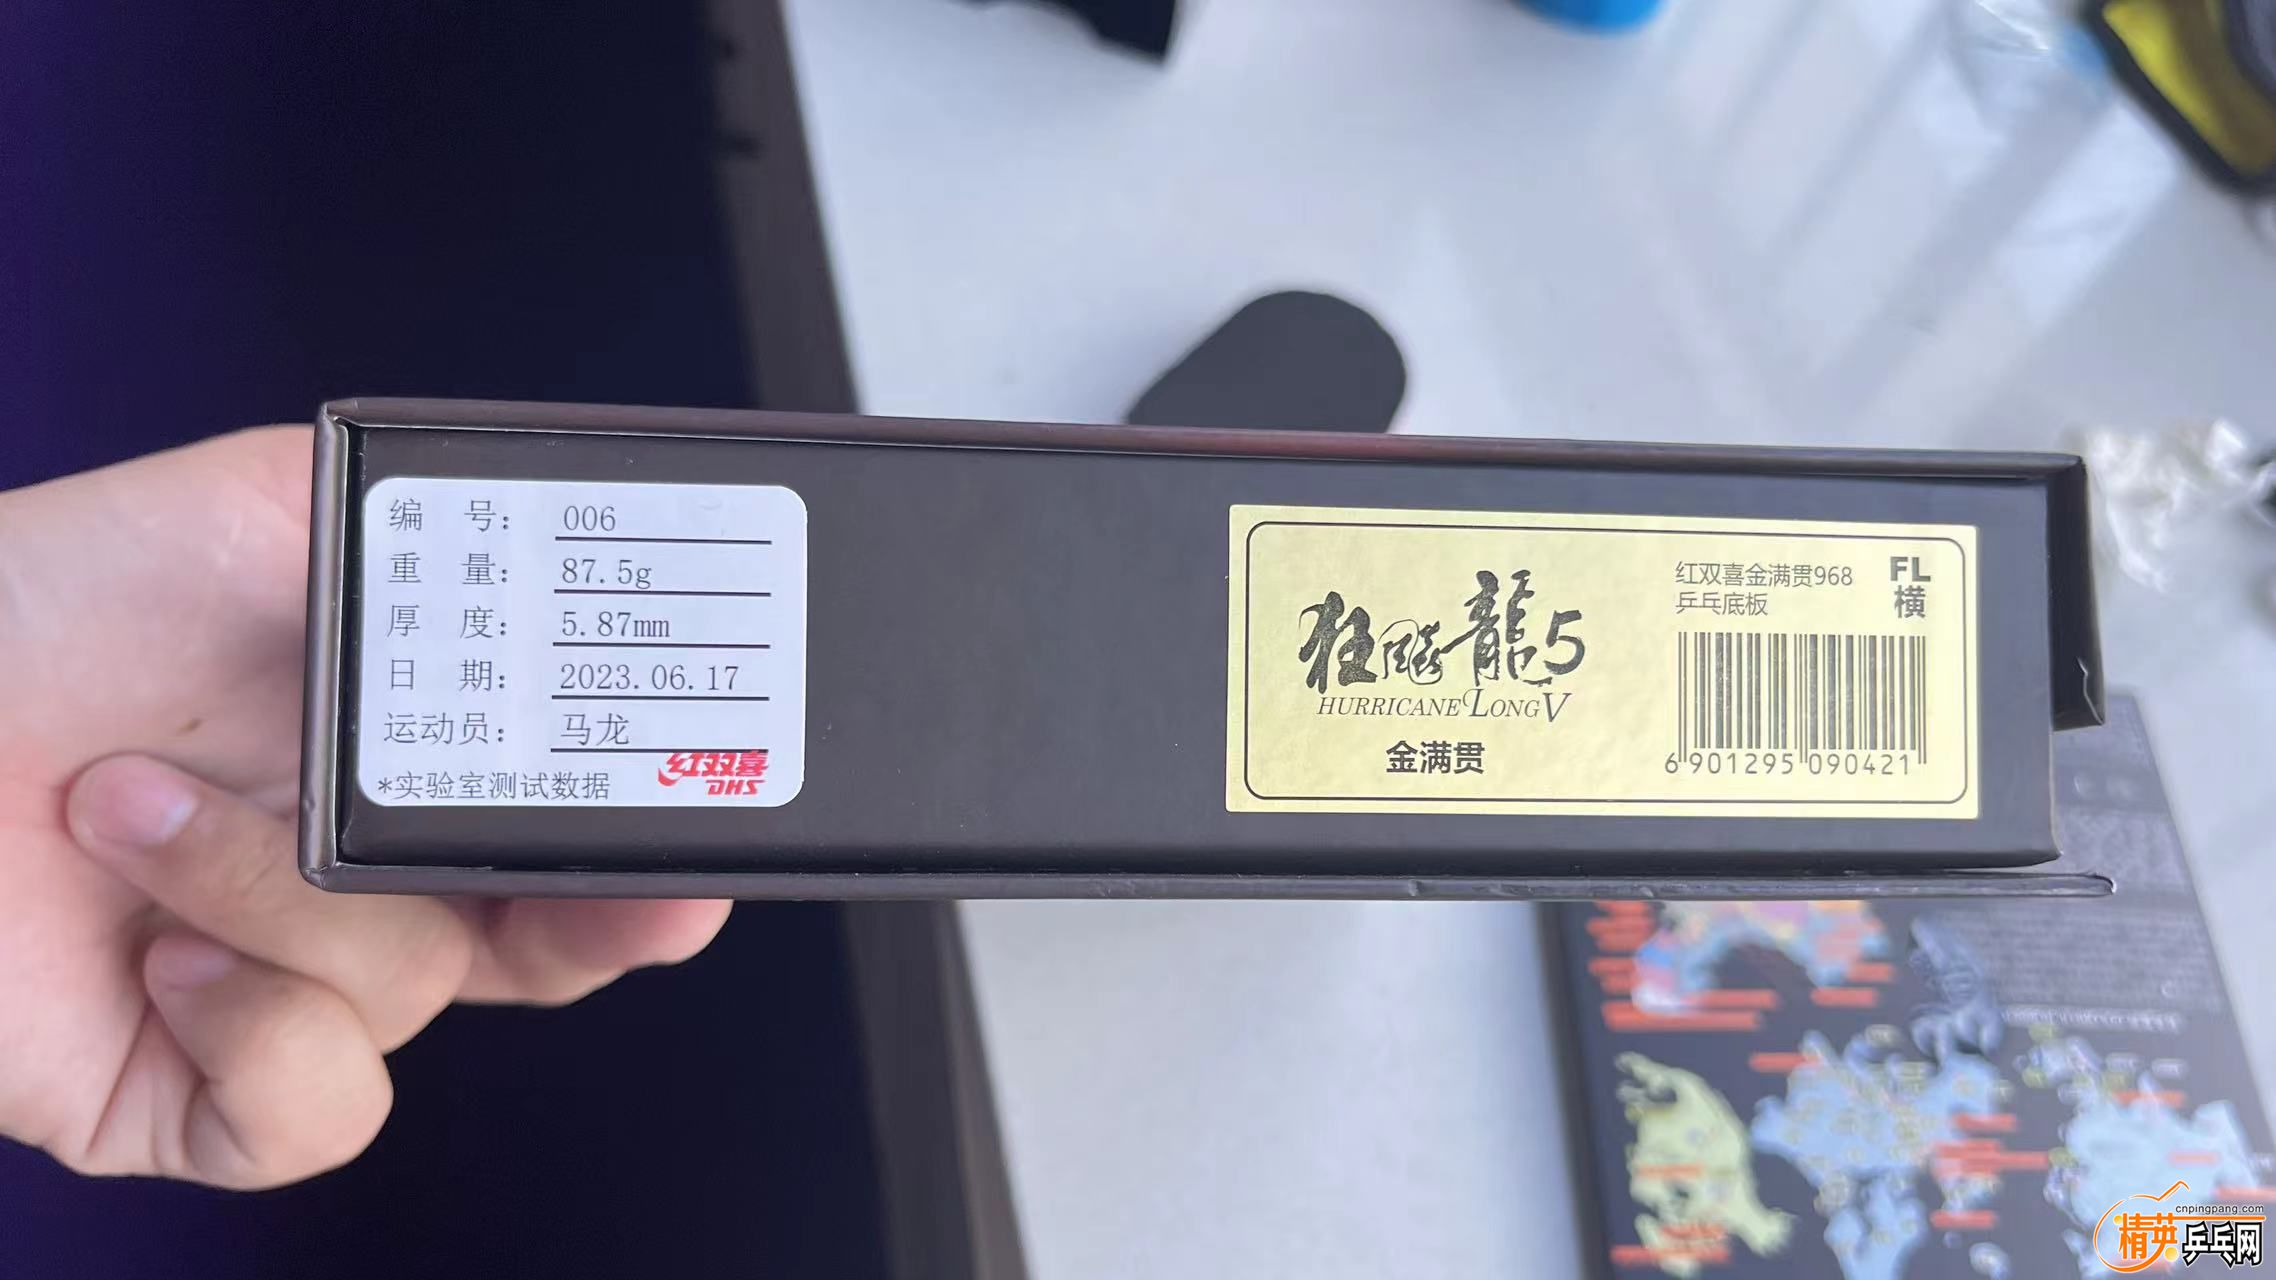 编 号： 006
重 量： 87.5g
厚 度： 5.87mm
日 期： 2023.06.17
运动员： 马龙
*实验室测试数据
红双喜
DHS
狂飚龍5
HURRICANE LONG V
金满贯
红双喜金满贯968
乒乓底板
FL
横
6 901295 090421
cnpingpang.com
精英乒乓网